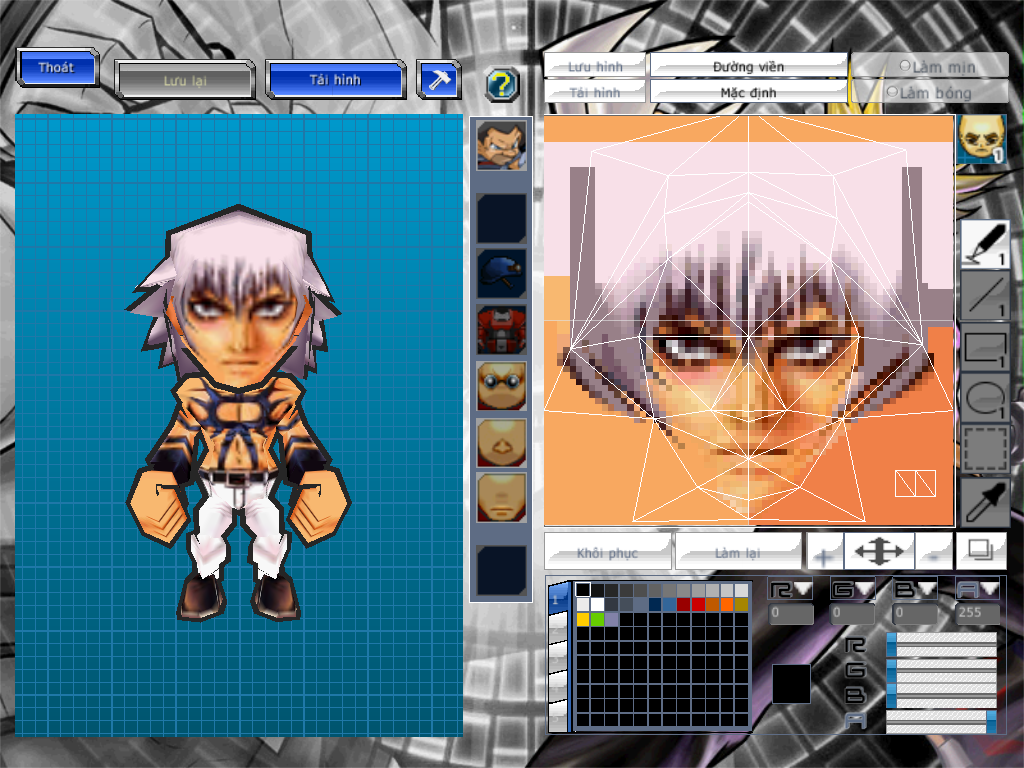 Thoát
Lưu lại
Tải hình
Lưu hình
Đường viền
Làm mịn
Tải hình
Mặc định
Làm bóng
1
1
1
1
1
Khôi phục
Làm lại
1
R
G
B
A
0
0
0
255
R
G
B
A